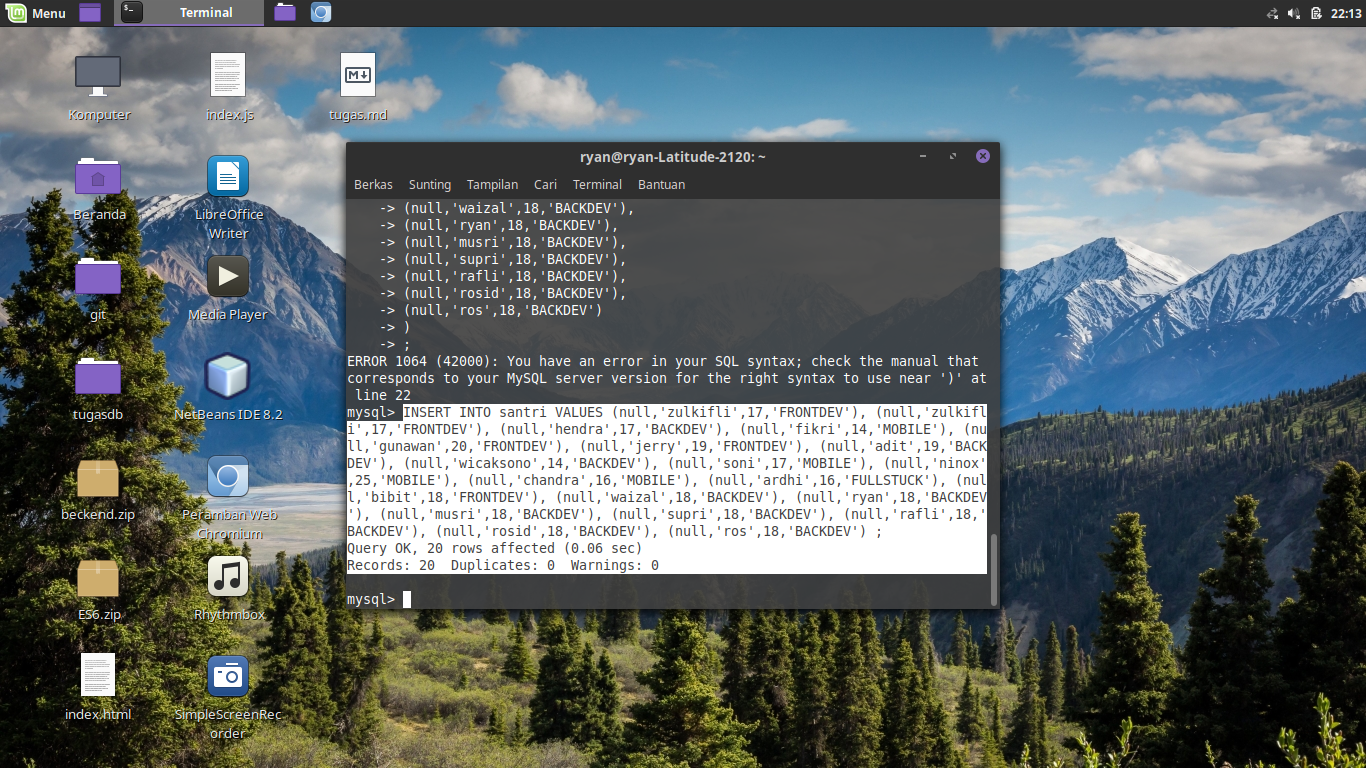 Menu
Terminal
22:13
Komputer
index.js
tugas.md
Beranda
LibreOffice
Writer
git
Media Player
tugasdb
NetBeans IDE 8.2
beckend.zip
Peramban Web
Chromium
ES6.zip
Rhythmbox
index.html
SimpleScreenRec
order
ryan@ryan-Latitude-2120: ~
Berkas Sunting Tampilan Cari Terminal Bantuan
-> (null,'waizal',18,'BACKDEV'),
-> (null,'ryan',18,'BACKDEV'),
-> (null,'musri',18,'BACKDEV'),
-> (null,'supri',18,'BACKDEV'),
-> (null,'rafli',18,'BACKDEV'),
-> (null,'rosid',18,'BACKDEV'),
-> (null,'ros',18,'BACKDEV')
-> )
-> ;
ERROR 1064 (42000): You have an error in your SQL syntax; check the manual that
corresponds to your MySQL server version for the right syntax to use near ')' at
line 22
mysql> INSERT INTO santri VALUES (null,'zulkifli',17,'FRONTDEV'), (null,'zulkifl
i',17,'FRONTDEV'), (null,'hendra',17,'BACKDEV'), (null,'fikri',14,'MOBILE'), (nu
ll,'gunawan',20,'FRONTDEV'), (null,'jerry',19,'FRONTDEV'), (null,'adit',19,'BACK
DEV'), (null,'wicaksono',14,'BACKDEV'), (null,'soni',17,'MOBILE'), (null,'ninox'
,25,'MOBILE'), (null,'chandra',16,'MOBILE'), (null,'ardhi',16,'FULLSTUCK'), (nul
l,'bibit',18,'FRONTDEV'), (null,'waizal',18,'BACKDEV'), (null,'ryan',18,'BACKDEV
'), (null,'musri',18,'BACKDEV'), (null,'supri',18,'BACKDEV'), (null,'rafli',18,'
BACKDEV'), (null,'rosid',18,'BACKDEV'), (null,'ros',18,'BACKDEV') ;
Query OK, 20 rows affected (0.06 sec)
Records: 20  Duplicates: 0  Warnings: 0
mysql>